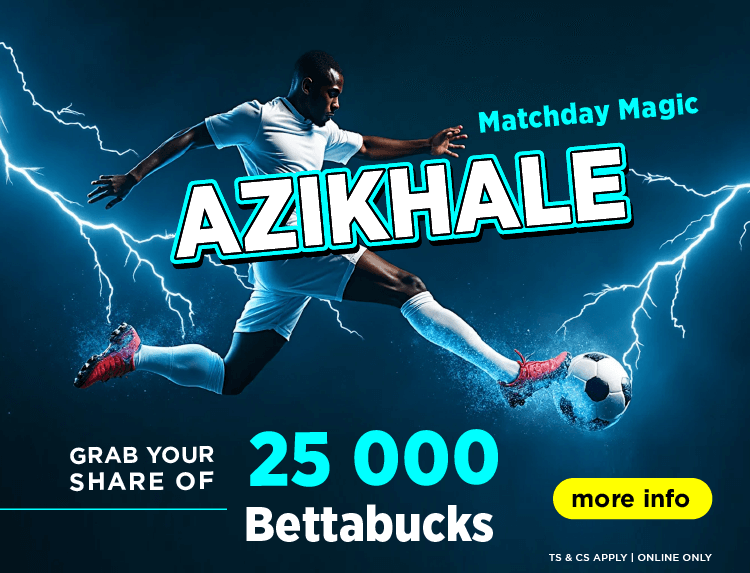 Matchday Magic
AZIKHALE
GRAB YOUR
SHARE OF
25 000
Bettabucks
more info
TS & CS APPLY | ONLINE ONLY